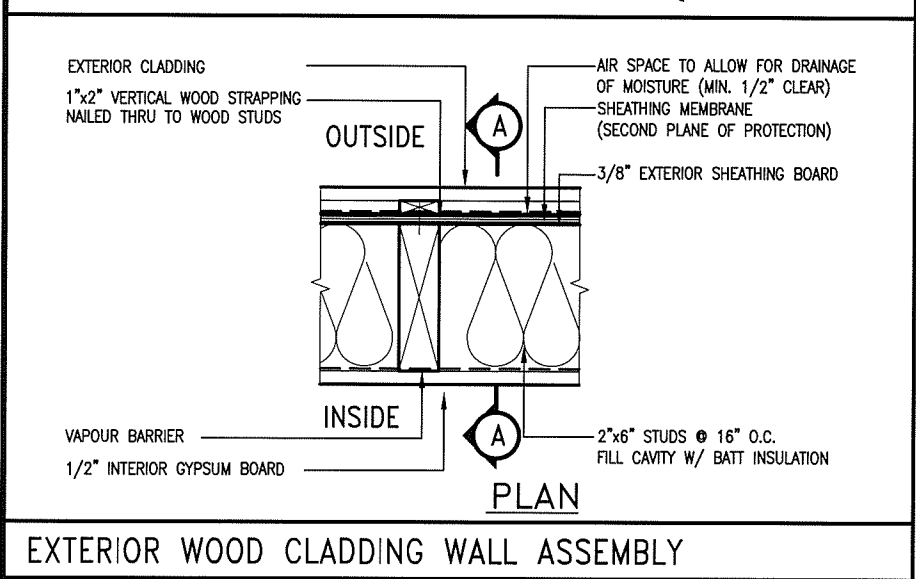 EXTERIOR CLADDING
1"x2" VERTICAL WOOD STRAPPING
NAILED THRU TO WOOD STUDS
OUTSIDE
A
AIR SPACE TO ALLOW FOR DRAINAGE
OF MOISTURE (MIN. 1/2" CLEAR)
SHEATHING MEMBRANE
(SECOND PLANE OF PROTECTION)
3/8" EXTERIOR SHEATHING BOARD
INSIDE
VAPOUR BARRIER
1/2" INTERIOR GYPSUM BOARD
A
2"x6" STUDS @ 16" O.C.
FILL CAVITY W/ BATT INSULATION
PLAN
EXTERIOR WOOD CLADDING WALL ASSEMBLY